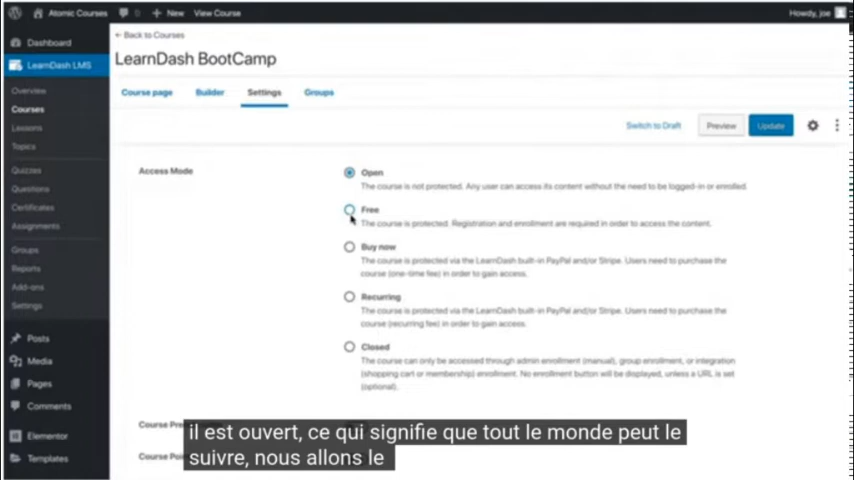 Atomic Courses 0 + New View Course Howdy, joe
Dashboard
LearnDash LMS
Overview
Courses
Lessons
Topics
Quizzes
Questions
Certificates
Assignments
Groups
Reports
Add-ons
Settings
Posts
Media
Pages
Comments
Elementor
Templates
← Back to Courses
LearnDash BootCamp
Course page Builder Settings Groups
Switch to Draft Preview Update
Access Mode
Open
The course is not protected. Any user can access its content without the need to be logged-in or enrolled.
Free
The course is protected. Registration and enrollment are required in order to access the content.
Buy now
The course is protected via the LearnDash built-in PayPal and/or Stripe. Users need to purchase the
course (one-time fee) in order to gain access.
Recurring
The course is protected via the LearnDash built-in PayPal and/or Stripe. Users need to purchase the
course (recurring fee) in order to gain access.
Closed
The course can only be accessed through admin enrollment (manual), group enrollment, or integration
(shopping cart or membership) enrollment. No enrollment button will be displayed, unless a URL is set
(optional).
Course
Course
il est ouvert, ce qui signifie que tout le monde peut le
suivre, nous allons le